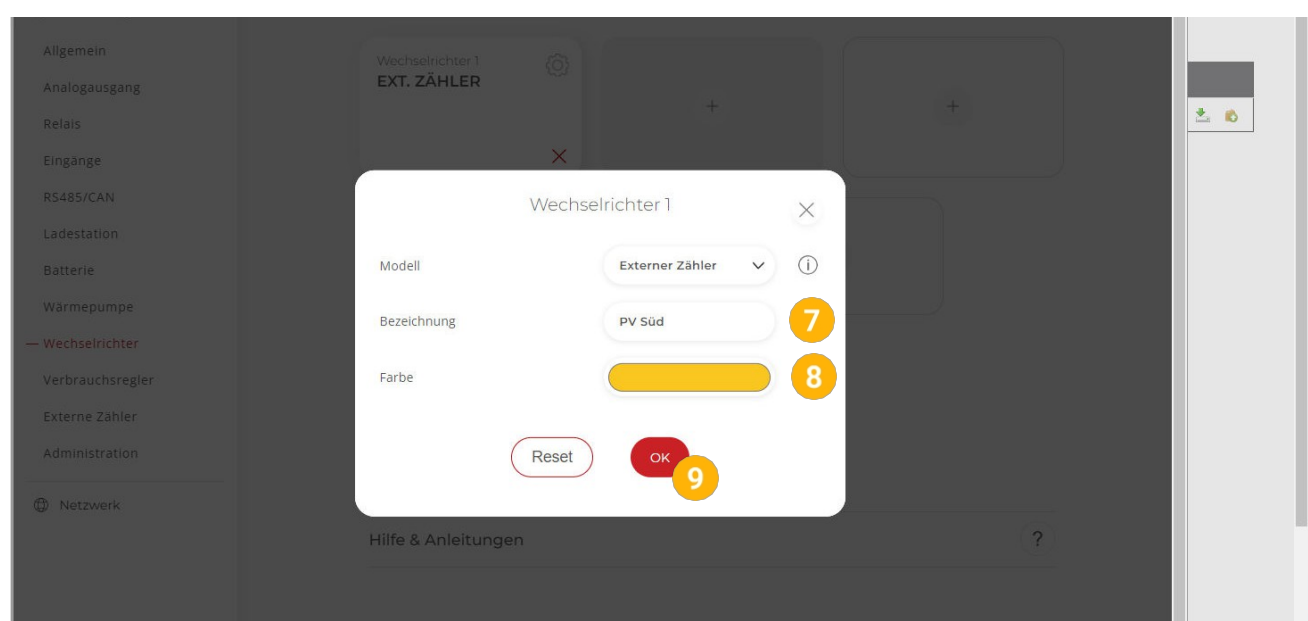 Allgemein
Analogausgang
Relais
Eingänge
RS485/CAN
Ladestation
Batterie
Wärmepumpe
Wechselrichter
Verbrauchsregler
Externe Zähler
Administration
Netzwerk
Wechselrichter 1
EXT. ZÄHLER
+
+
Wechselrichter 1
Modell Externer Zähler
Bezeichnung PV Süd 7
Farbe 8
Reset OK 9
Hilfe & Anleitungen ?